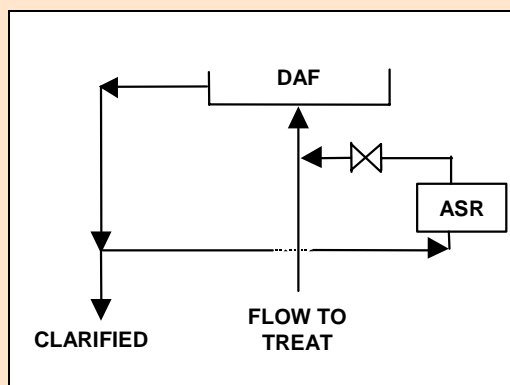 DAF
ASR
CLARIFIED
FLOW TO
TREAT